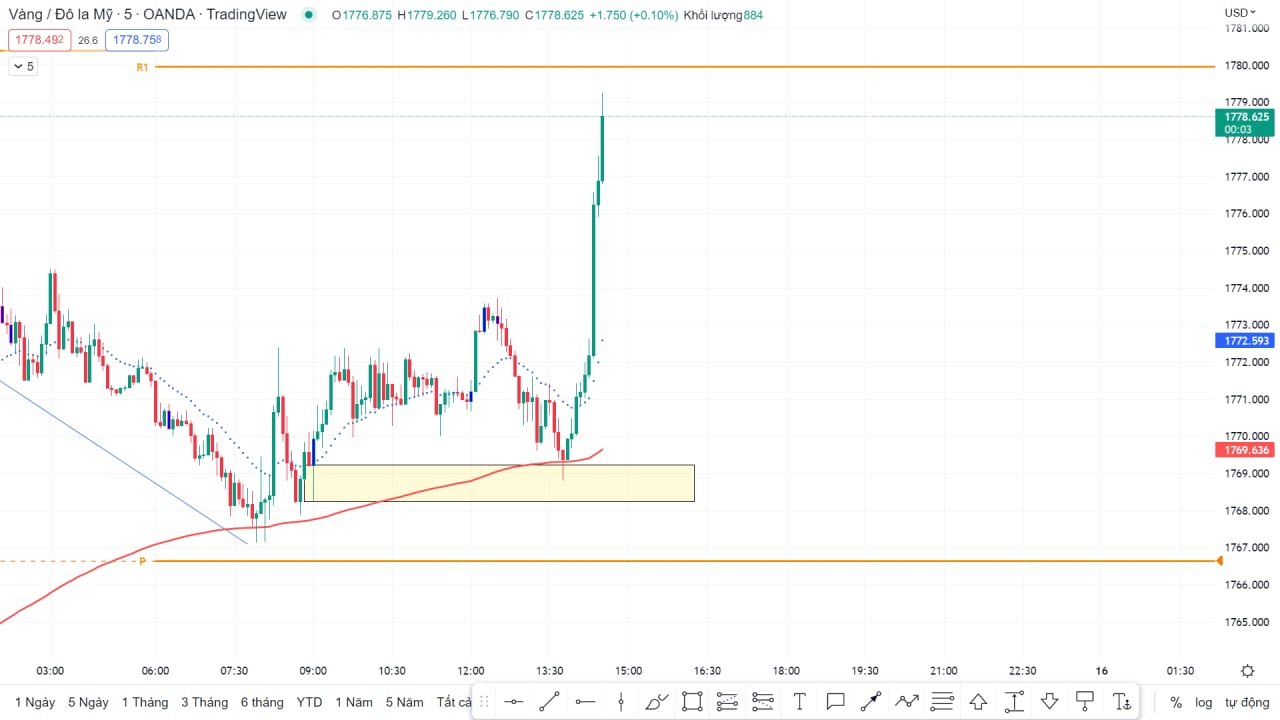 Vàng / Đô la Mỹ · 5 · OANDA · TradingView
O1776.875 H1779.260 L1776.790 C1778.625 +1.750 (+0.10%) Khối lượng884
USD
1778.492 26.6 1778.758
5
R1
P
1781.000
1780.000
1779.000
1778.625
00:03
1778.000
1777.000
1776.000
1775.000
1774.000
1773.000
1772.593
1772.000
1771.000
1770.000
1769.636
1769.000
1768.000
1767.000
1766.000
1765.000
03:00 06:00 07:30 09:00 10:30 12:00 13:30 15:00 16:30 18:00 19:30 21:00 22:30 16 01:30
1 Ngày 5 Ngày 1 Tháng 3 Tháng 6 tháng YTD 1 Năm 5 Năm Tất cả % log tự động